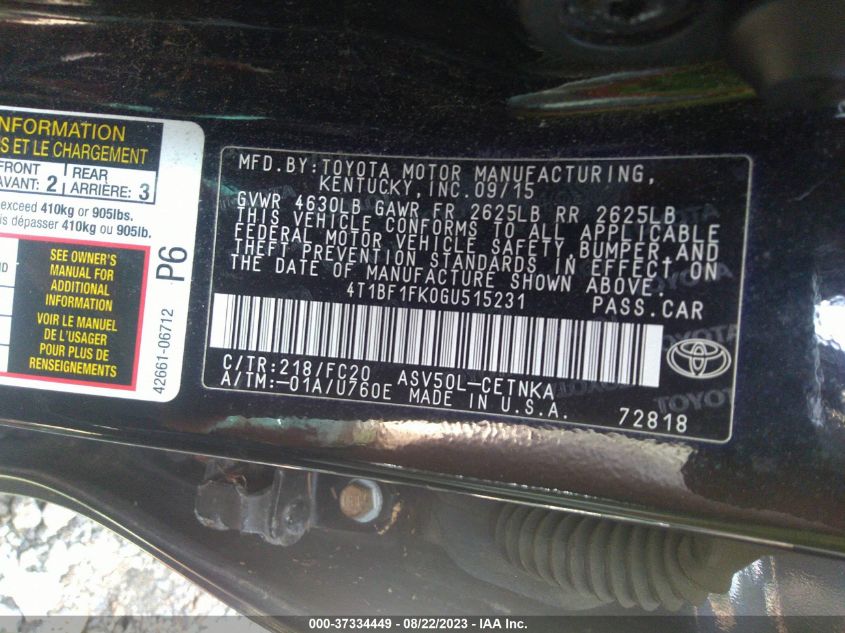 INFORMATION
S ET LE CHARGEMENT
FRONT
AVANT: 2
REAR
ARRIÈRE: 3
exceed 410kg or 905lbs.
is dépasser 410kg ou 905lb.
SEE OWNER'S
MANUAL FOR
ADDITIONAL
INFORMATION
VOIR LE MANUEL
DE L'USAGER
POUR PLUS DE
RENSEIGNEMENTS
P6
42661-06712
MFD.BY:TOYOTA MOTOR MANUFACTURING,
KENTUCKY,INC.09/15
GVWR 4630LB GAWR FR 2625LB RR 2625LB
THIS VEHICLE CONFORMS TO ALL APPLICABLE
FEDERAL MOTOR VEHICLE SAFETY,BUMPER,AND
THEFT PREVENTION STANDARDS IN EFFECT ON
THE DATE OF MANUFACTURE SHOWN ABOVE.
4T1BF1FK0GU515231 PASS.CAR
C/TR:218/FC20 ASV50L-CETNKA
A/TM:-01A/U760E MADE IN U.S.A.
72818
TOYOTA
TOYOTA
000-37334449 - 08/22/2023 - IAA Inc.